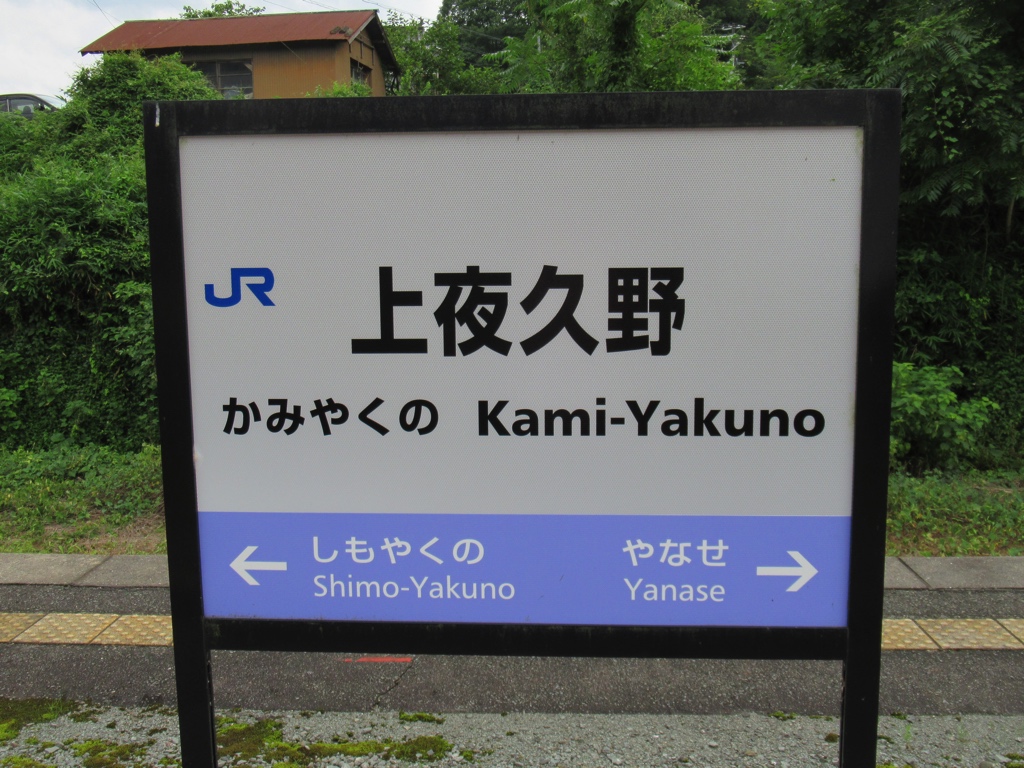 JR
上夜久野
かみやくの Kami-Yakuno
← しもやくの やなせ →
Shimo-Yakuno Yanase